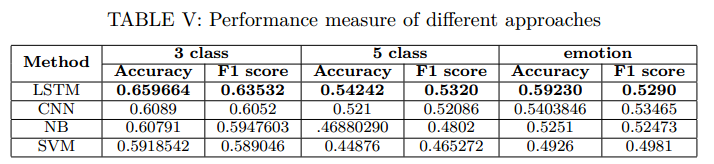 TABLE V: Performance measure of different approaches
Method 3 class 5 class emotion
Accuracy F1 score Accuracy F1 score Accuracy F1 score
LSTM 0.659664 0.63532 0.54242 0.5320 0.59230 0.5290
CNN 0.6089 0.6052 0.521 0.52086 0.5403846 0.53465
NB 0.60791 0.5947603 .46880290 0.4802 0.5251 0.52473
SVM 0.5918542 0.589046 0.44876 0.465272 0.4926 0.4981